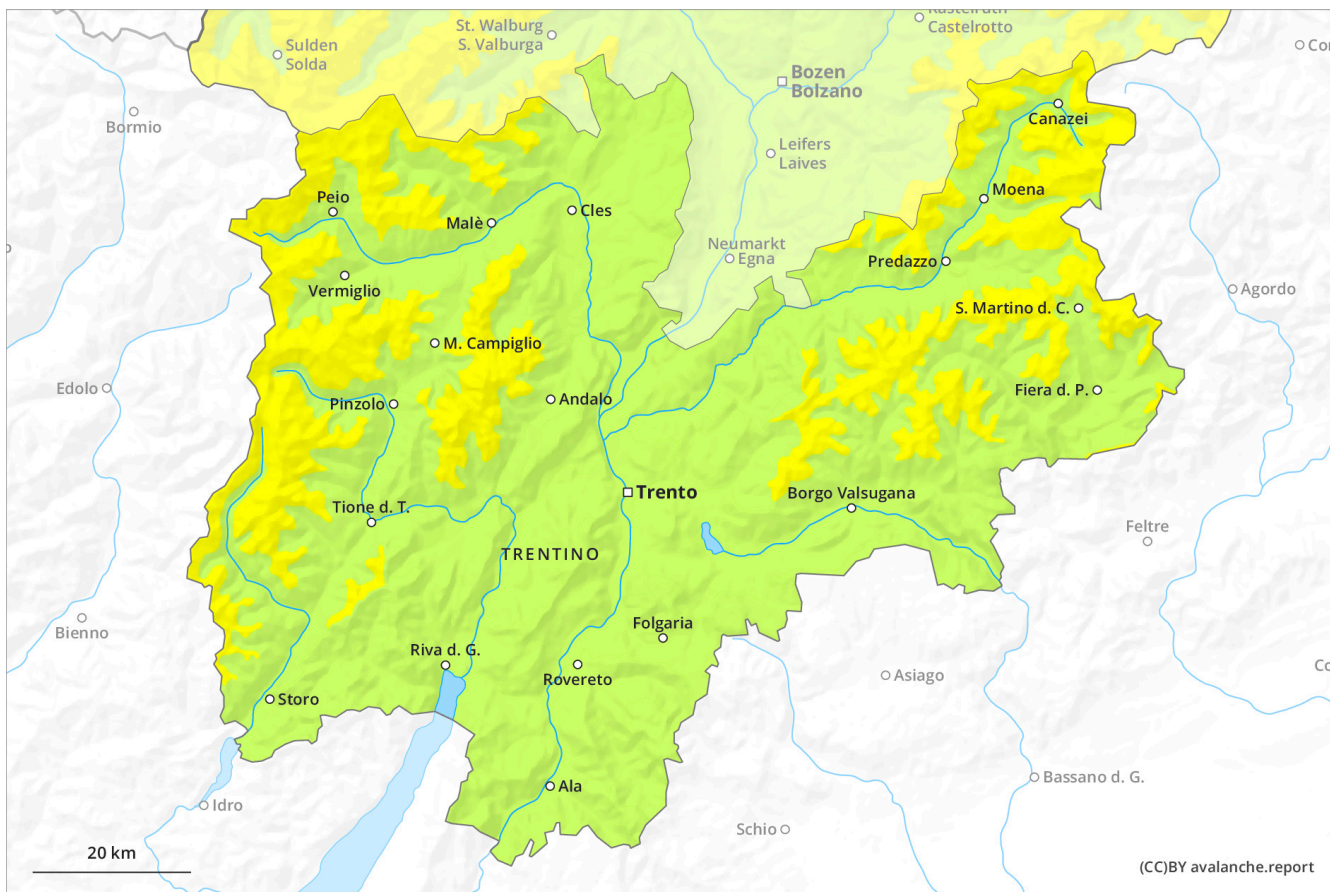 Kastelruth
Castelrotto
St. Walburg
S. Valburga
Sulden
Solda
Bozen
Bolzano
Bormio
Canazei
Leifers
Laives
Peio
Moena
Malè
Cles
Neumarkt
Egna
Predazzo
Vermiglio
Agordo
S. Martino d. C.
M. Campiglio
Edolo
Fiera d. P.
Pinzolo
Andalo
Trento
Borgo Valsugana
Tione d. T.
Feltre
TRENTINO
Bienno
Folgaria
Riva d. G.
Rovereto
Asiago
Storo
Bassano d. G.
Ala
Idro
Schio
20 km
(CC)BY avalanche.report